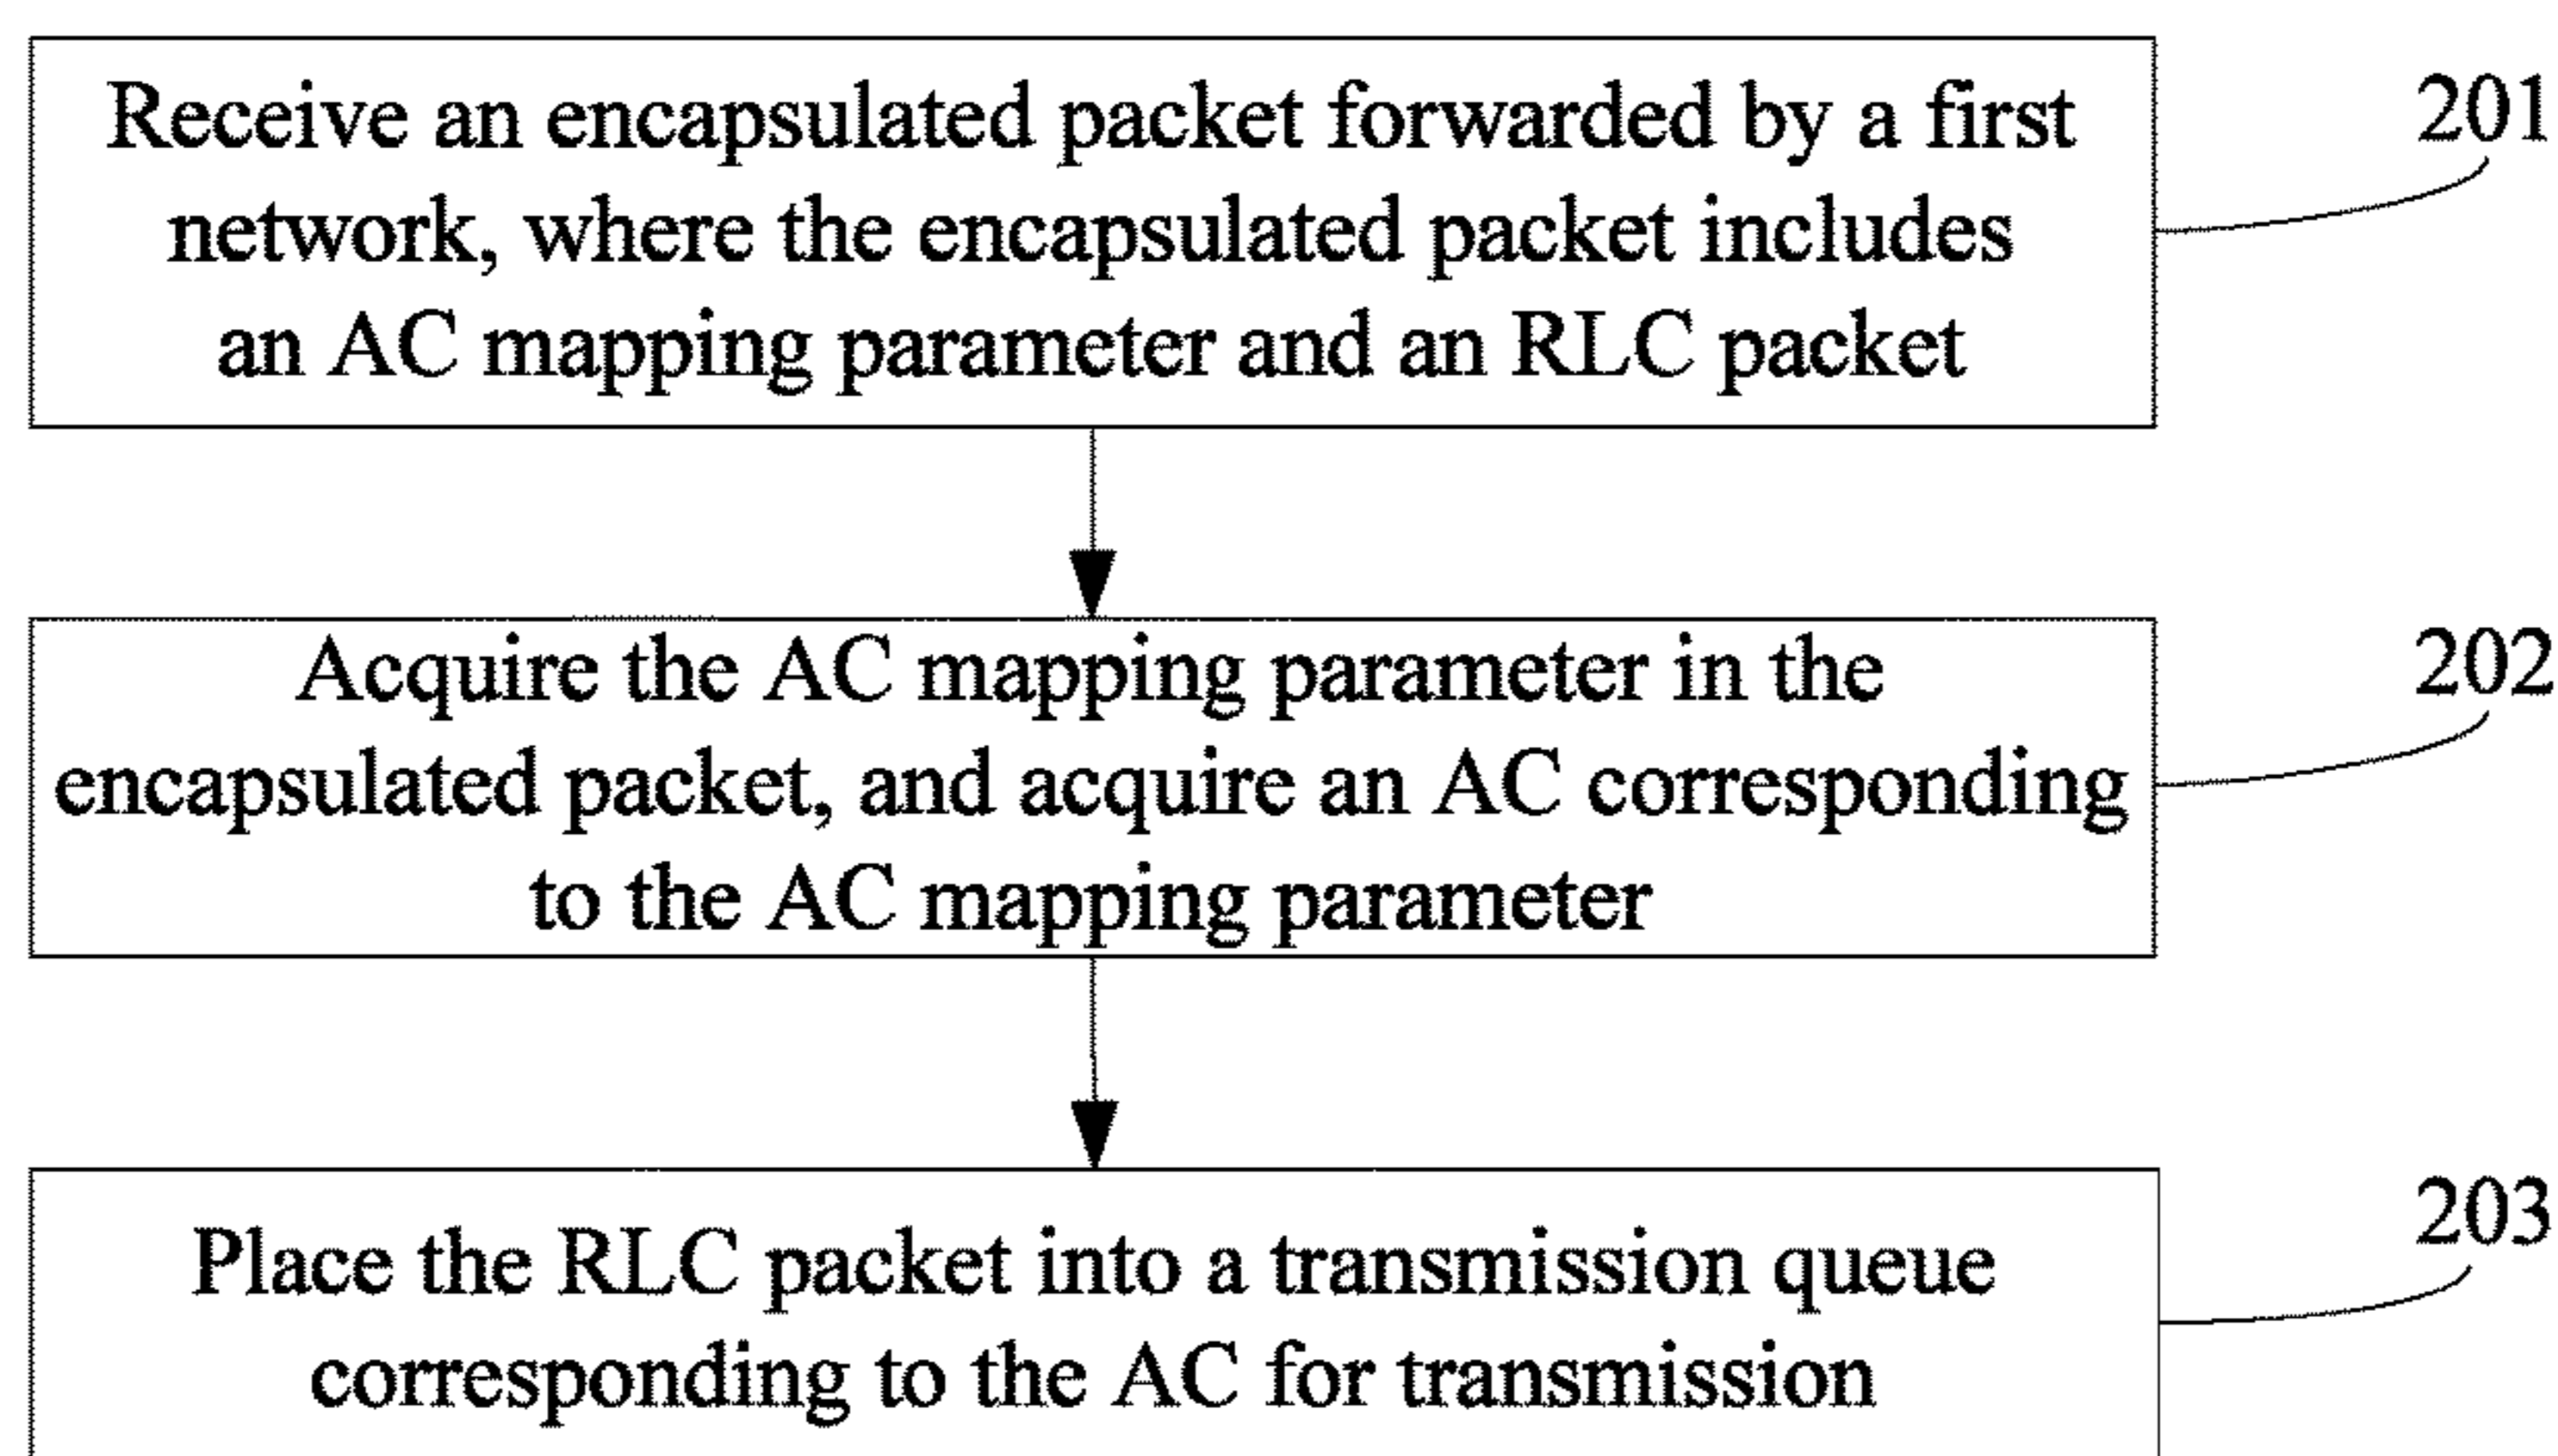 Receive an encapsulated packet forwarded by a first
network, where the encapsulated packet includes
an AC mapping parameter and an RLC packet
201
Acquire the AC mapping parameter in the
encapsulated packet, and acquire an AC corresponding
to the AC mapping parameter
202
Place the RLC packet into a transmission queue
corresponding to the AC for transmission
203